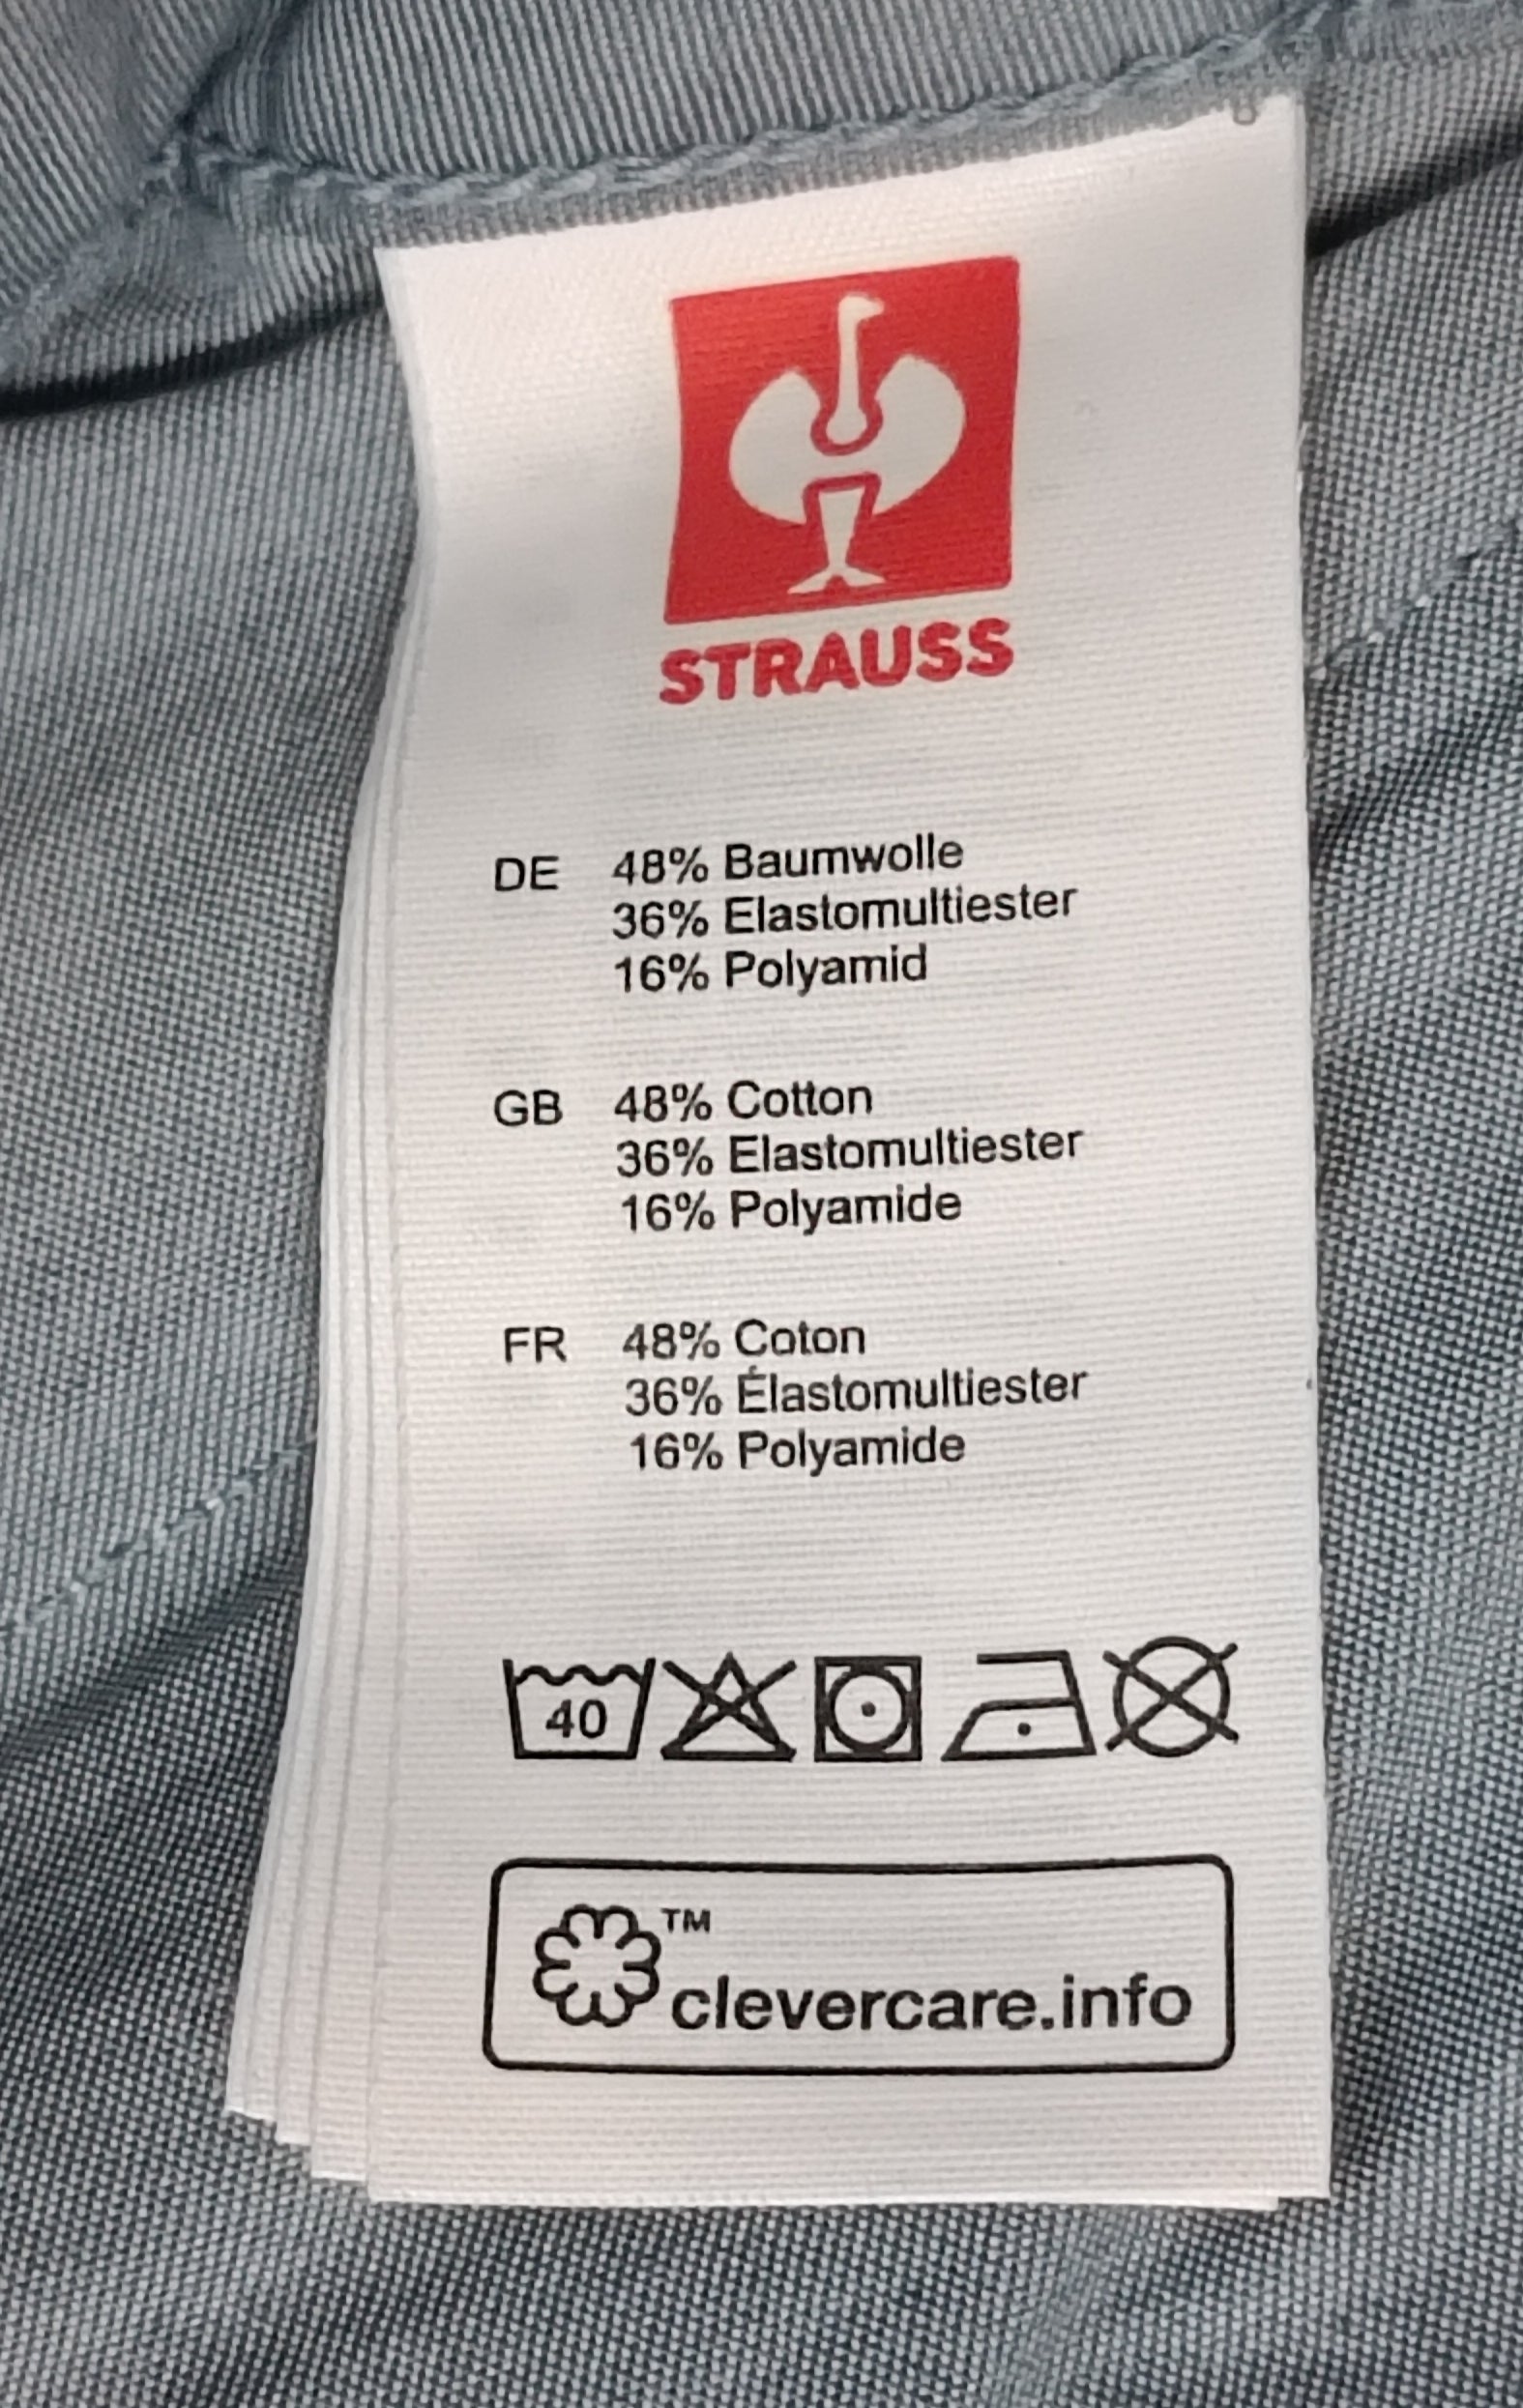 STRAUSS
DE 48% Baumwolle
36% Elastomultiester
16% Polyamid
GB 48% Cotton
36% Elastomultiester
16% Polyamide
FR 48% Coton
36% Élastomultiester
16% Polyamide
40
™
clevercare.info